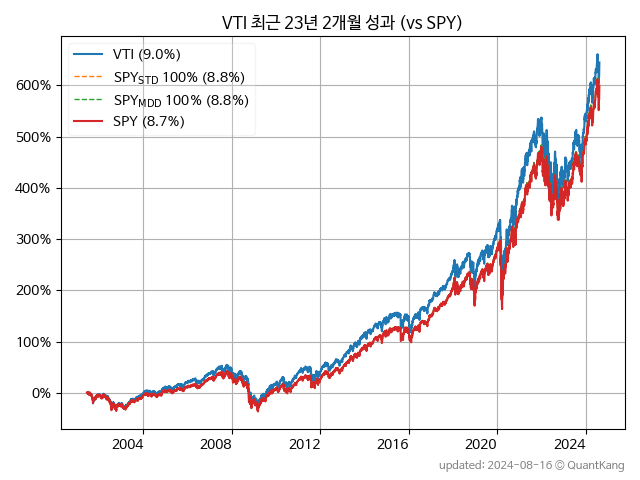 VTI 최근 23년 2개월 성과 (vs SPY)
VTI (9.0%)
SPY_STD 100% (8.8%)
SPY_MDD 100% (8.8%)
SPY (8.7%)
600%
500%
400%
300%
200%
100%
0%
2004 2008 2012 2016 2020 2024
updated: 2024-08-16 © QuantKang